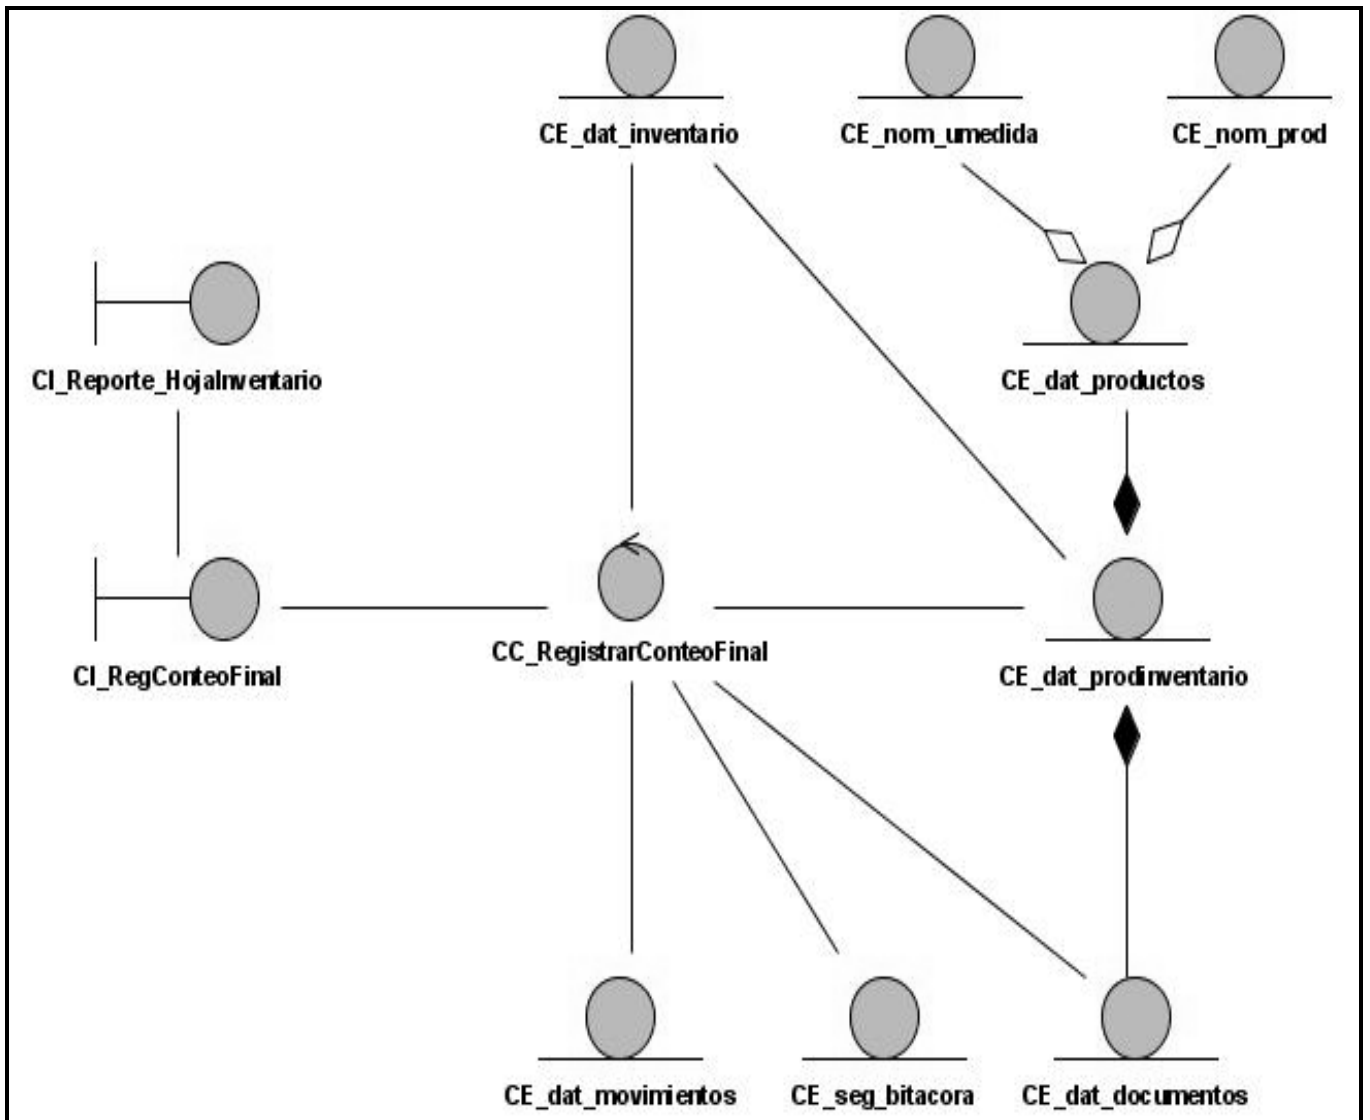 CE_dat_inventario
CE_nom_umedida
CE_nom_prod
CI_Reporte_HojaInventario
CE_dat_productos
CI_RegConteoFinal
CC_RegistrarConteoFinal
CE_dat_prodinventario
CE_dat_movimientos
CE_seg_bitacora
CE_dat_documentos